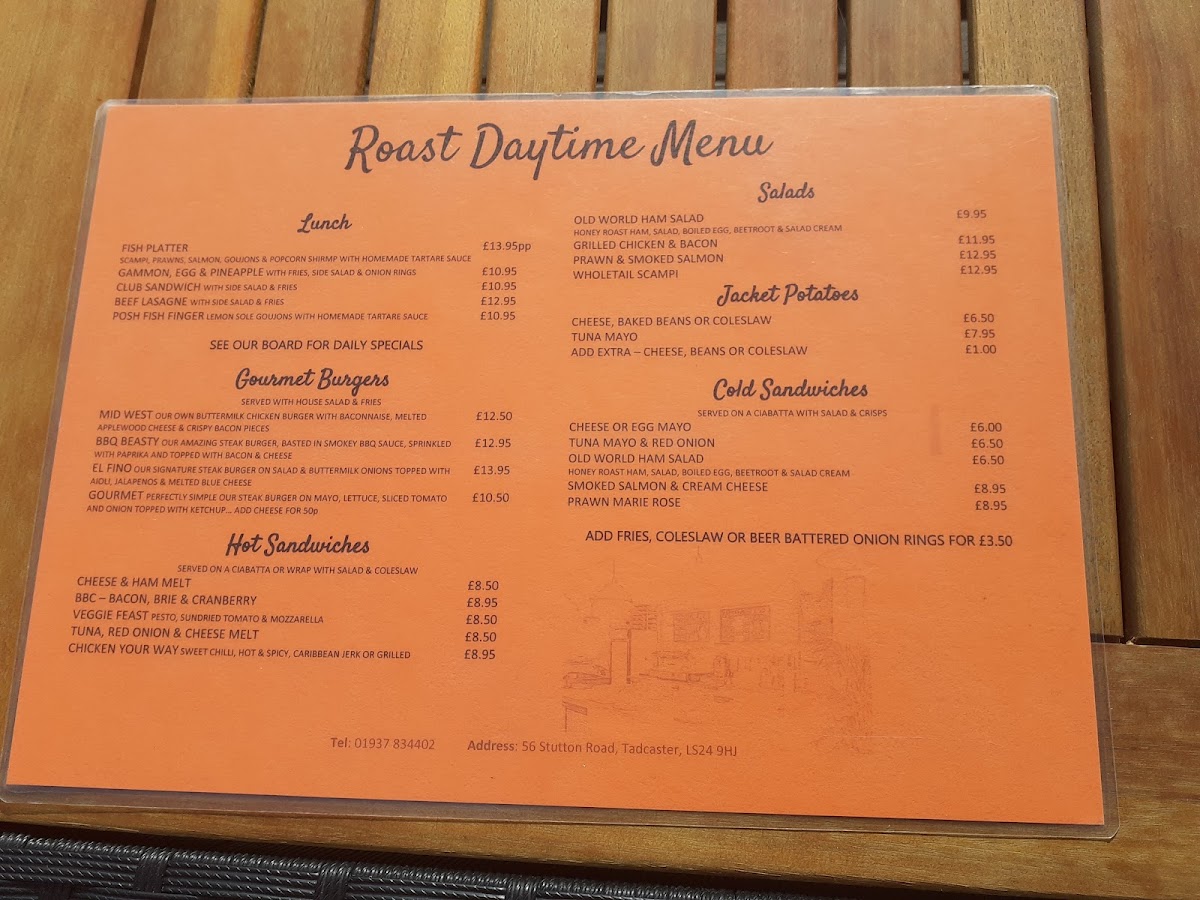 Roast Daytime Menu
Lunch
FISH PLATTER £13.95pp
SCAMPI, PRAWNS, SALMON, GOUJONS & POPCORN SHIRMP WITH HOMEMADE TARTARE SAUCE
GAMMON, EGG & PINEAPPLE WITH FRIES, SIDE SALAD & ONION RINGS £10.95
CLUB SANDWICH WITH SIDE SALAD & FRIES £10.95
BEEF LASAGNE WITH SIDE SALAD & FRIES £12.95
POSH FISH FINGER LEMON SOLE GOUJONS WITH HOMEMADE TARTARE SAUCE £10.95
SEE OUR BOARD FOR DAILY SPECIALS
Gourmet Burgers
SERVED WITH HOUSE SALAD & FRIES
MID WEST OUR OWN BUTTERMILK CHICKEN BURGER WITH BACONNAISE, MELTED £12.50
APPLEWOOD CHEESE & CRISPY BACON PIECES
BBQ BEASTY OUR AMAZING STEAK BURGER, BASTED IN SMOKEY BBQ SAUCE, SPRINKLED £12.95
WITH PAPRIKA AND TOPPED WITH BACON & CHEESE
EL FINO OUR SIGNATURE STEAK BURGER ON SALAD & BUTTERMILK ONIONS TOPPED WITH £13.95
AIOLI, JALAPENOS & MELTED BLUE CHEESE
GOURMET PERFECTLY SIMPLE OUR STEAK BURGER ON MAYO, LETTUCE, SLICED TOMATO £10.50
AND ONION TOPPED WITH KETCHUP... ADD CHEESE FOR 50p
Hot Sandwiches
SERVED ON A CIABATTA OR WRAP WITH SALAD & COLESLAW
CHEESE & HAM MELT £8.50
BBC – BACON, BRIE & CRANBERRY £8.95
VEGGIE FEAST PESTO, SUNDRIED TOMATO & MOZZARELLA £8.50
TUNA, RED ONION & CHEESE MELT £8.50
CHICKEN YOUR WAY SWEET CHILLI, HOT & SPICY, CARIBBEAN JERK OR GRILLED £8.95
Salads
OLD WORLD HAM SALAD £9.95
HONEY ROAST HAM, SALAD, BOILED EGG, BEETROOT & SALAD CREAM
GRILLED CHICKEN & BACON £11.95
PRAWN & SMOKED SALMON £12.95
WHOLETAIL SCAMPI £12.95
Jacket Potatoes
CHEESE, BAKED BEANS OR COLESLAW £6.50
TUNA MAYO £7.95
ADD EXTRA – CHEESE, BEANS OR COLESLAW £1.00
Cold Sandwiches
SERVED ON A CIABATTA WITH SALAD & CRISPS
CHEESE OR EGG MAYO £6.00
TUNA MAYO & RED ONION £6.50
OLD WORLD HAM SALAD £6.50
HONEY ROAST HAM, SALAD, BOILED EGG, BEETROOT & SALAD CREAM
SMOKED SALMON & CREAM CHEESE £8.95
PRAWN MARIE ROSE £8.95
ADD FRIES, COLESLAW OR BEER BATTERED ONION RINGS FOR £3.50
Tel: 01937 834402 Address: 56 Stutton Road, Tadcaster, LS24 9HJ